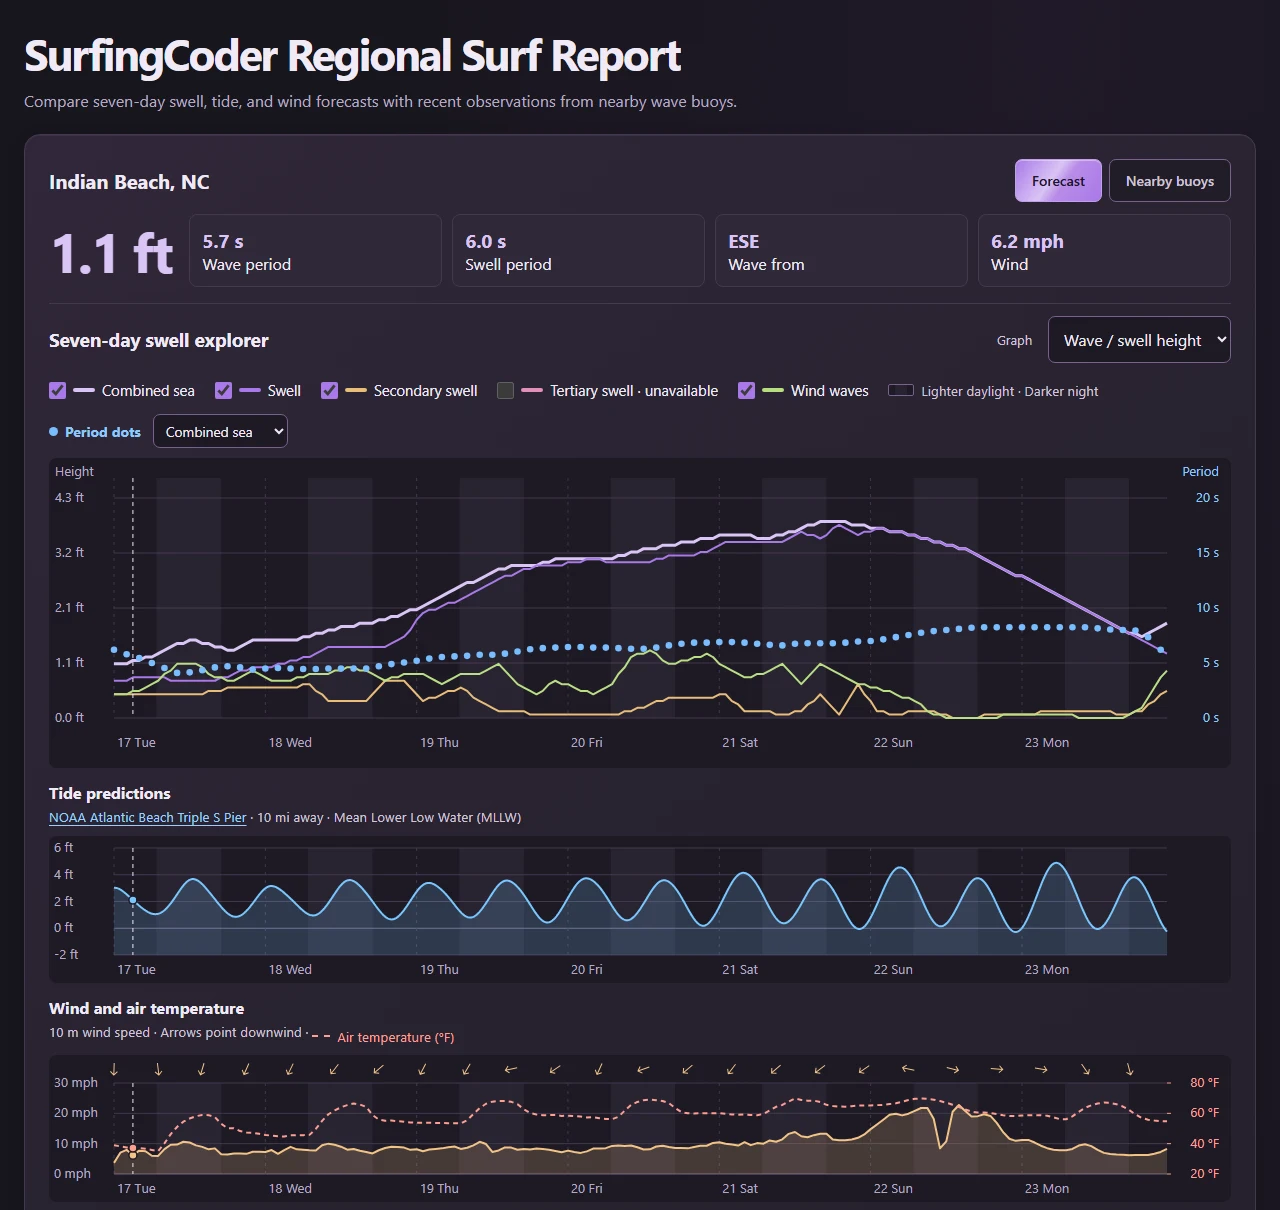 SurfingCoder Regional Surf Report
Compare seven-day swell, tide, and wind forecasts with recent observations from nearby wave buoys.
Indian Beach, NC
Forecast
Nearby buoys
1.1 ft
5.7 s
Wave period
6.0 s
Swell period
ESE
Wave from
6.2 mph
Wind
Seven-day swell explorer
Graph
Wave / swell height
Combined sea
Swell
Secondary swell
Tertiary swell · unavailable
Wind waves
Lighter daylight · Darker night
Period dots
Combined sea
Height
Period
4.3 ft
20 s
3.2 ft
15 s
2.1 ft
10 s
1.1 ft
5 s
0.0 ft
0 s
17 Tue
18 Wed
19 Thu
20 Fri
21 Sat
22 Sun
23 Mon
Tide predictions
NOAA Atlantic Beach Triple S Pier · 10 mi away · Mean Lower Low Water (MLLW)
6 ft
4 ft
2 ft
0 ft
-2 ft
17 Tue
18 Wed
19 Thu
20 Fri
21 Sat
22 Sun
23 Mon
Wind and air temperature
10 m wind speed · Arrows point downwind ·
Air temperature (°F)
30 mph
80 °F
20 mph
60 °F
10 mph
40 °F
0 mph
20 °F
17 Tue
18 Wed
19 Thu
20 Fri
21 Sat
22 Sun
23 Mon